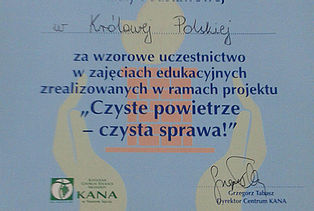 w Królowej Polskiej
za wzorowe uczestnictwo
w zajęciach edukacyjnych
zrealizowanych w ramach projektu
„Czyste powietrze
– czysta sprawa!”
KANA
Grzegorz Tabasz
Dyrektor Centrum KANA